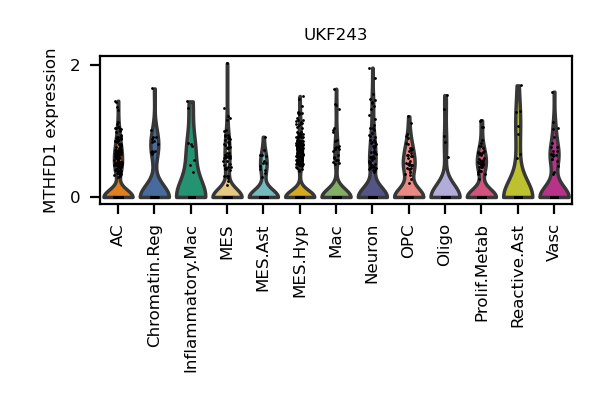 UKF243
MTHFD1 expression
2
0
AC
Chromatin.Reg
Inflammatory.Mac
MES
MES.Ast
MES.Hyp
Mac
Neuron
OPC
Oligo
Prolif.Metab
Reactive.Ast
Vasc